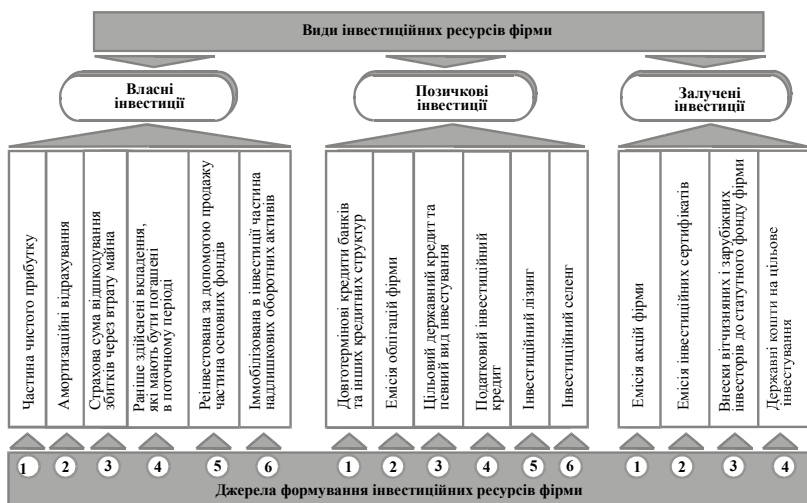 Види інвестиційних ресурсів фірми
Власні
інвестиції
Позичкові
інвестиції
Залучені
інвестиції
Частина чистого прибутку
Амортизаційні відрахування
Страхова сума відшкодування
збитків через втрату майна
Раніше здійснені вкладення,
які мають бути погашені
в поточному періоді
Реінвестована за допомогою продажу
частина основних фондів
Іммобілізована в інвестиції частина
надлишкових оборотних активів
Довготермінові кредити банків
та інших кредитних структур
Емісія облігацій фірми
Цільовий державний кредит та
певний вид інвестування
Податковий інвестиційний
кредит
Інвестиційний лізинг
Інвестиційний селенг
Емісія акцій фірми
Емісія інвестиційних сертифікатів
Внески вітчизняних і зарубіжних
інвесторів до статутного фонду фірми
Державні кошти на цільове
інвестування
1 2 3 4 5 6 1 2 3 4 5 6 1 2 3 4
Джерела формування інвестиційних ресурсів фірми